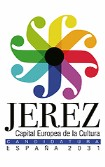 JEREZ
Capital Europea de la Cultura
CANDIDATURA
ESPAÑA 2031